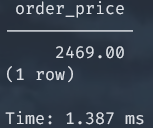 order_price
2469.00
(1 row)
Time: 1.387 ms